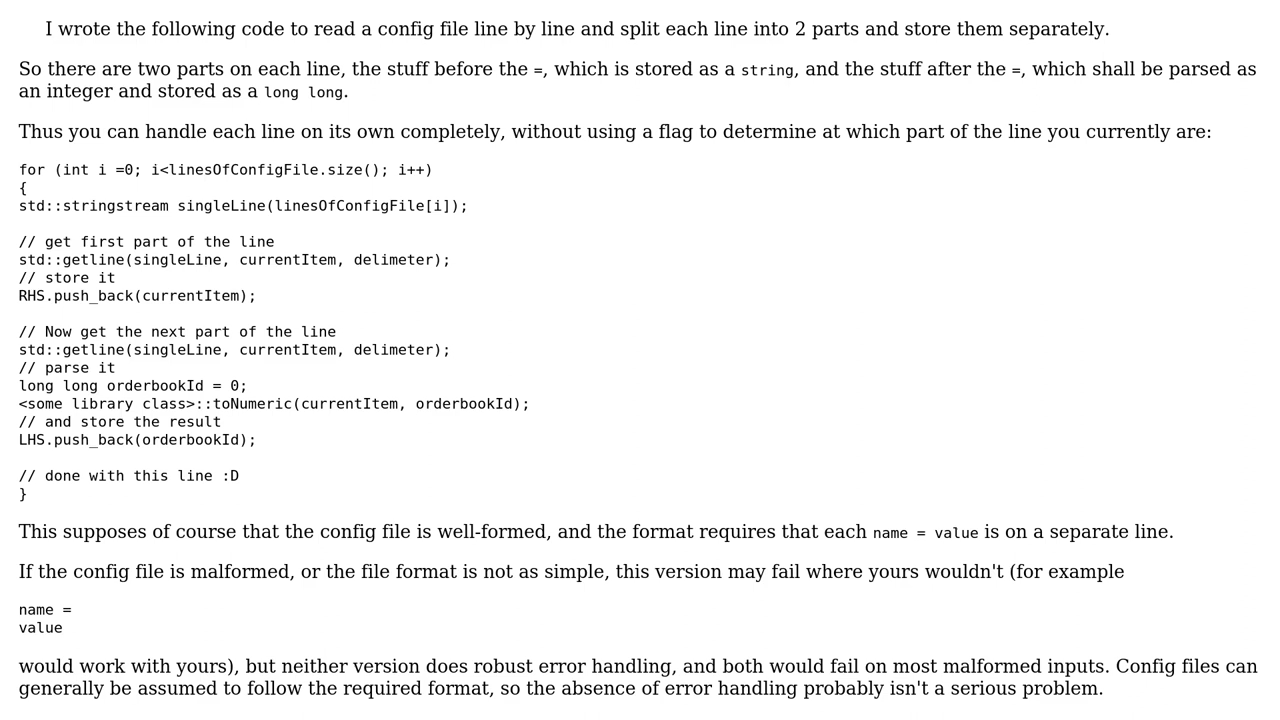 I wrote the following code to read a config file line by line and split each line into 2 parts and store them separately.
So there are two parts on each line, the stuff before the =, which is stored as a string, and the stuff after the =, which shall be parsed as
an integer and stored as a long long.
Thus you can handle each line on its own completely, without using a flag to determine at which part of the line you currently are:
for (int i =0; i<linesOfConfigFile.size(); i++)
{
std::stringstream singleLine(linesOfConfigFile[i]);
// get first part of the line
std::getline(singleLine, currentItem, delimeter);
// store it
RHS.push_back(currentItem);
// Now get the next part of the line
std::getline(singleLine, currentItem, delimeter);
// parse it
long long orderbookId = 0;
<some library class>::toNumeric(currentItem, orderbookId);
// and store the result
LHS.push_back(orderbookId);
// done with this line :D
}
This supposes of course that the config file is well-formed, and the format requires that each name = value is on a separate line.
If the config file is malformed, or the file format is not as simple, this version may fail where yours wouldn't (for example
name =
value
would work with yours), but neither version does robust error handling, and both would fail on most malformed inputs. Config files can
generally be assumed to follow the required format, so the absence of error handling probably isn't a serious problem.